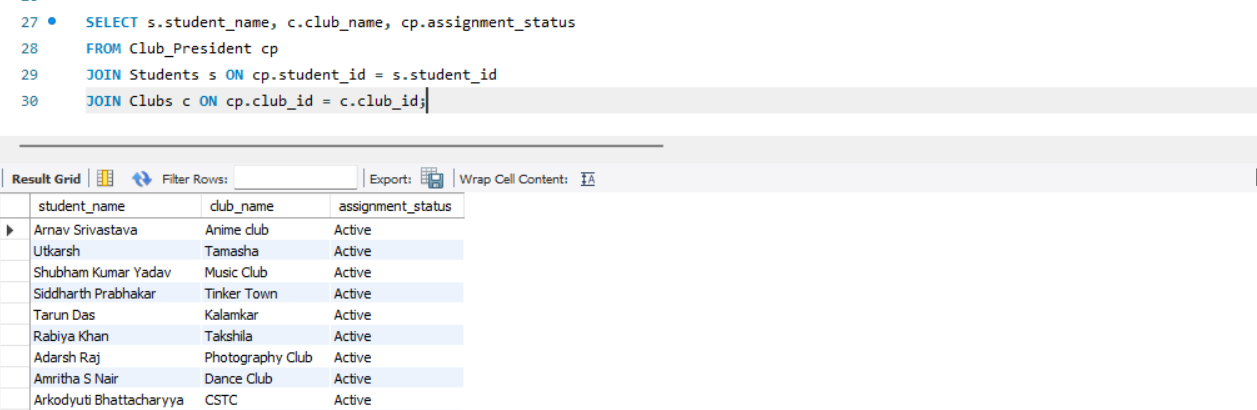 27 SELECT s.student_name, c.club_name, cp.assignment_status
28 FROM Club_President cp
29 JOIN Students s ON cp.student_id = s.student_id
30 JOIN Clubs c ON cp.club_id = c.club_id;
Result Grid Filter Rows: Export: Wrap Cell Content:
student_name club_name assignment_status
Arnav Srivastava Anime club Active
Utkarsh Tamasha Active
Shubham Kumar Yadav Music Club Active
Siddharth Prabhakar Tinker Town Active
Tarun Das Kalamkar Active
Rabiya Khan Takshila Active
Adarsh Raj Photography Club Active
Amritha S Nair Dance Club Active
Arkodyuti Bhattacharyya CSTC Active